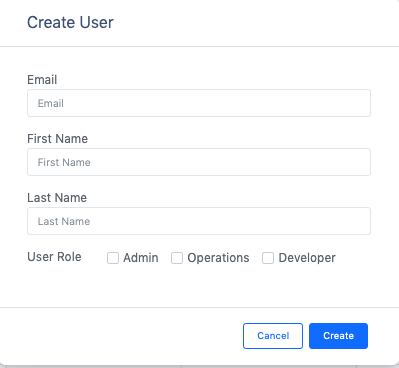 Create User
Email
Email
First Name
First Name
Last Name
Last Name
User Role Admin Operations Developer
Cancel Create